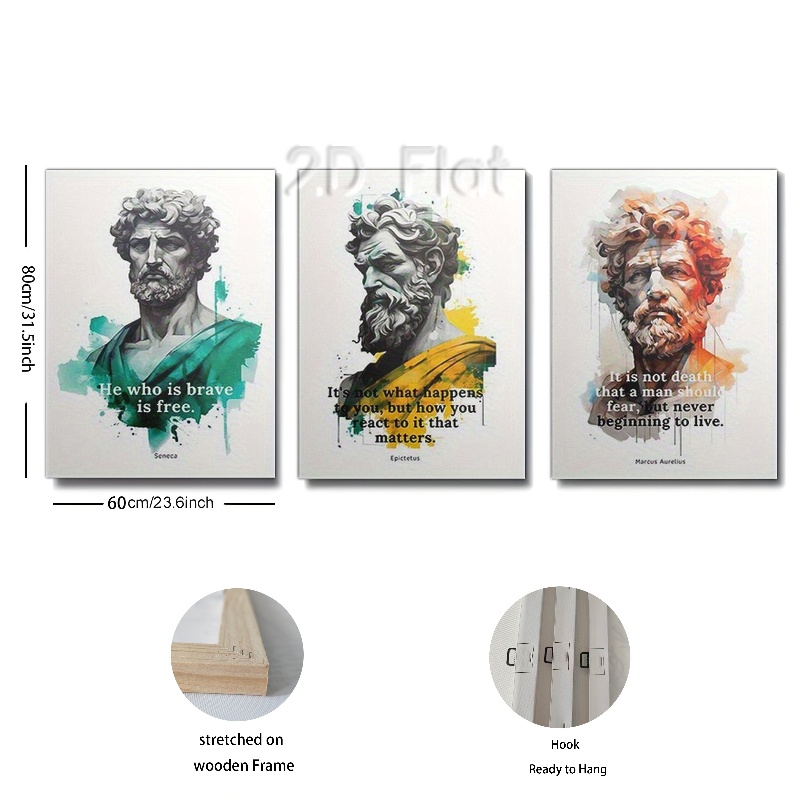 2D Flat
80cm/31.5inch
He who is brave
is free.
Seneca
It's not what happens
to you, but how you
react to it that
matters.
Epictetus
It is not death
that a man should
fear, but never
beginning to live.
Marcus Aurelius
60cm/23.6inch
stretched on
wooden Frame
Hook
Ready to Hang